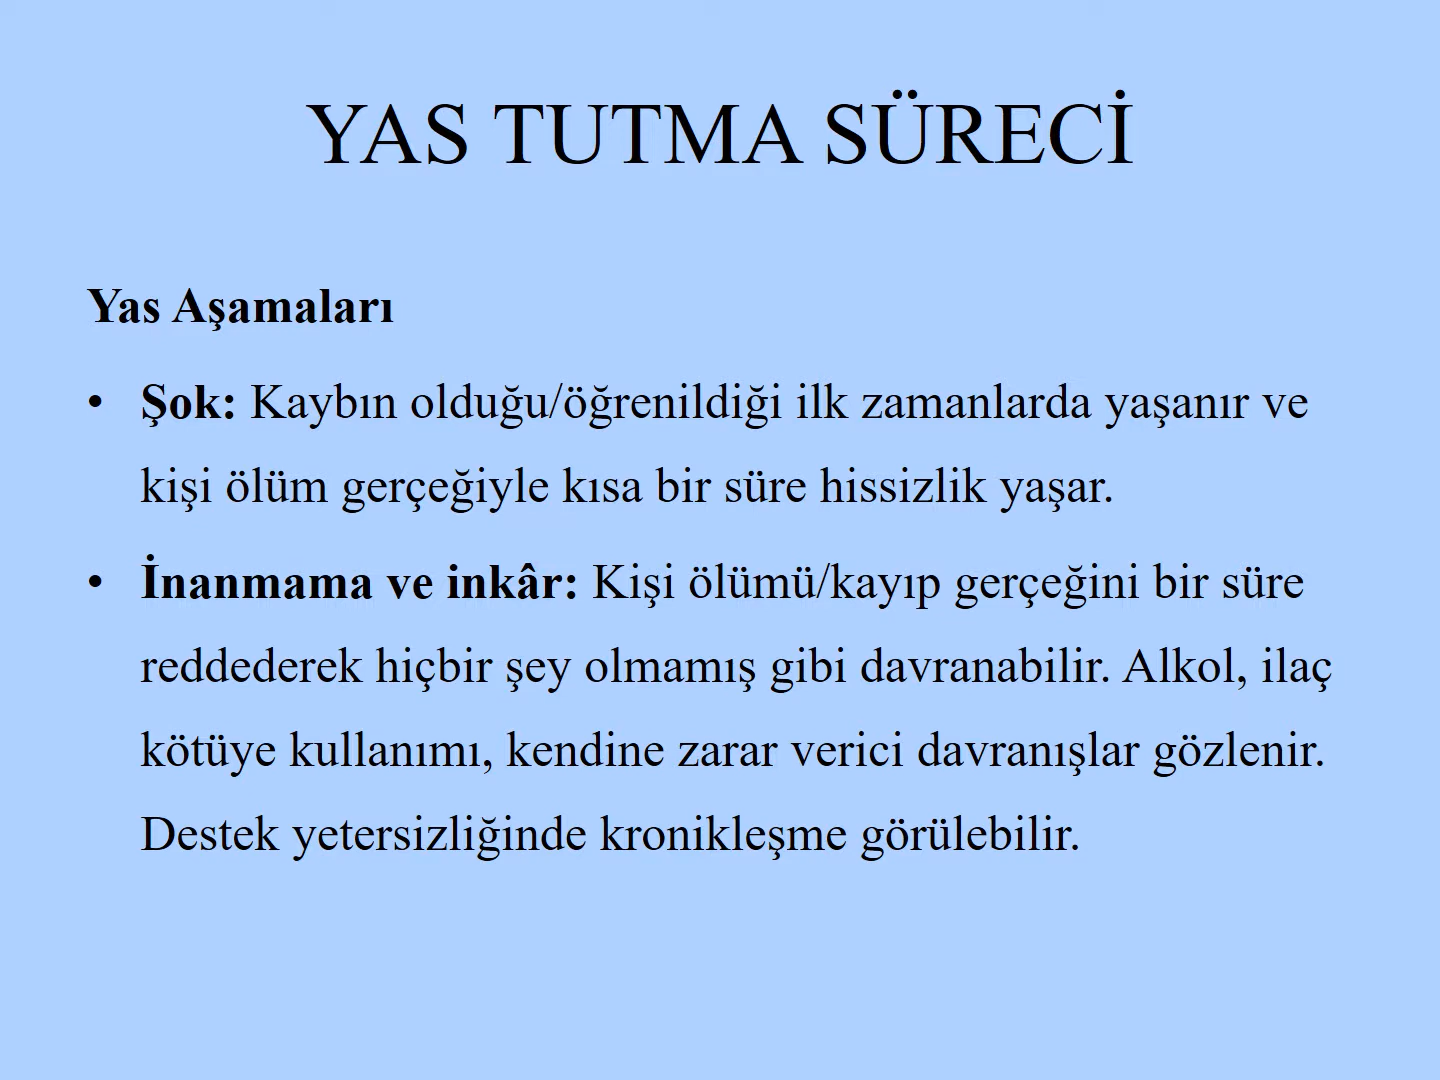 YAS TUTMA SÜRECİ
Yas Aşamaları
• Şok: Kaybın olduğu/öğrenildiği ilk zamanlarda yaşanır ve
kişi ölüm gerçeğiyle kısa bir süre hissizlik yaşar.
• İnanmama ve inkâr: Kişi ölümü/kayıp gerçeğini bir süre
reddederek hiçbir şey olmamış gibi davranabilir. Alkol, ilaç
kötüye kullanımı, kendine zarar verici davranışlar gözlenir.
Destek yetersizliğinde kronikleşme görülebilir.